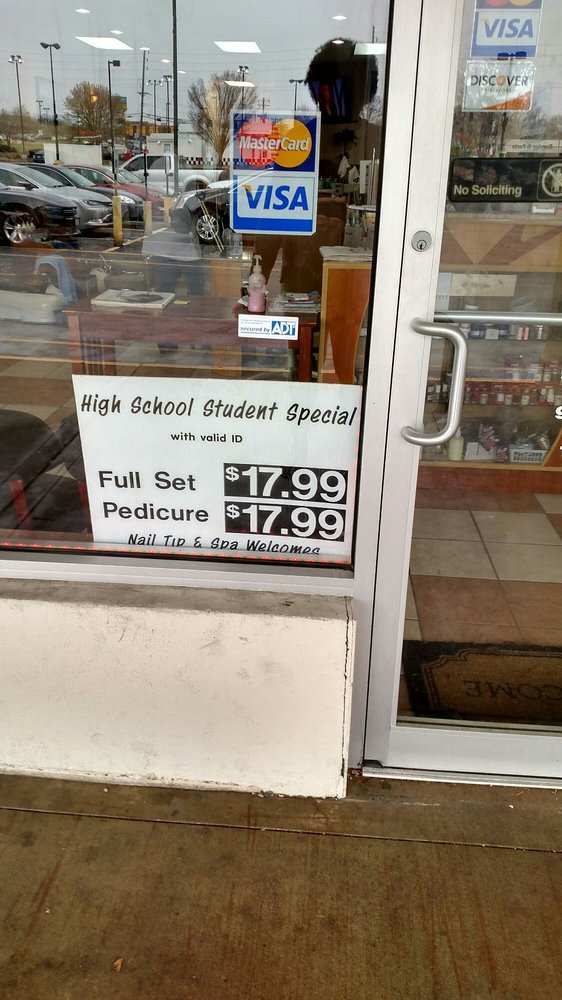 MasterCard
VISA
VISA
DISCOVER
No Soliciting
secured by ADT
High School Student Special
with valid ID
Full Set $17.99
Pedicure $17.99
Nail Tip & Spa Welcomes
COME